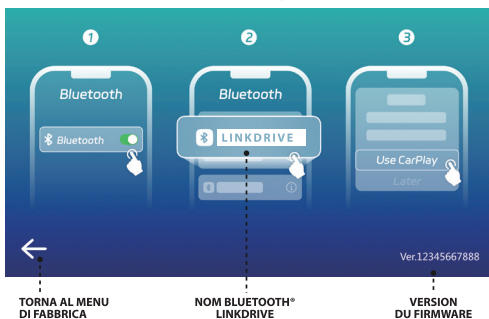 1
2
3
Bluetooth
Bluetooth
Bluetooth
LINKDRIVE
Use CarPlay
Later
Ver.12345667888
TORNA AL MENU
DI FABBRICA
NOM BLUETOOTH®
LINKDRIVE
VERSION
DU FIRMWARE